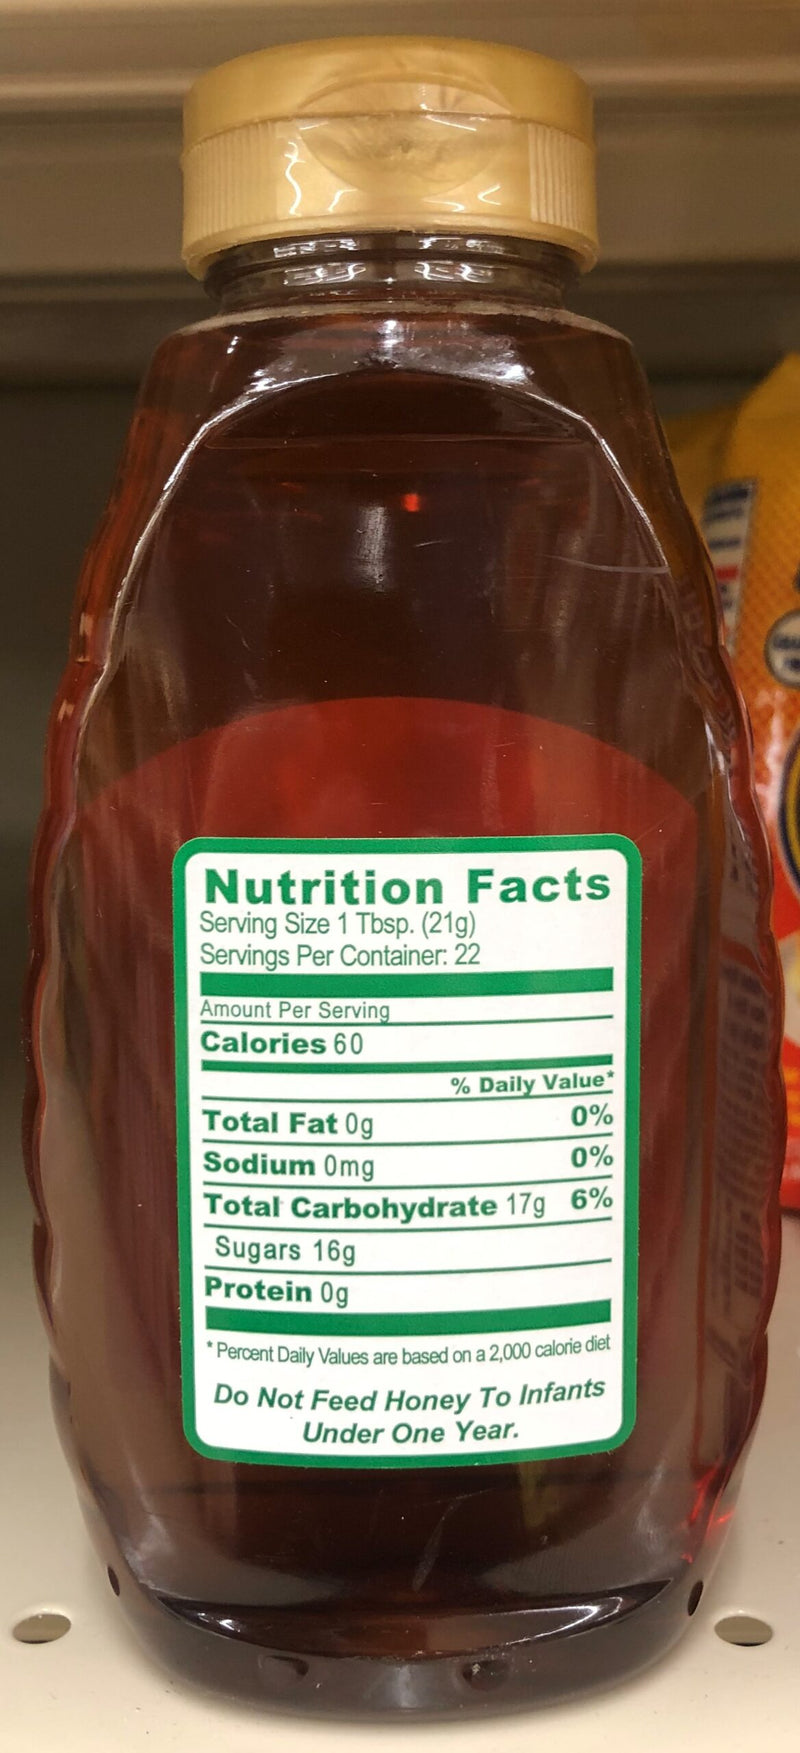 Nutrition Facts
Serving Size 1 Tbsp. (21g)
Servings Per Container: 22
Amount Per Serving
Calories 60
% Daily Value*
Total Fat 0g 0%
Sodium 0mg 0%
Total Carbohydrate 17g 6%
Sugars 16g
Protein 0g
* Percent Daily Values are based on a 2,000 calorie diet
Do Not Feed Honey To Infants
Under One Year.